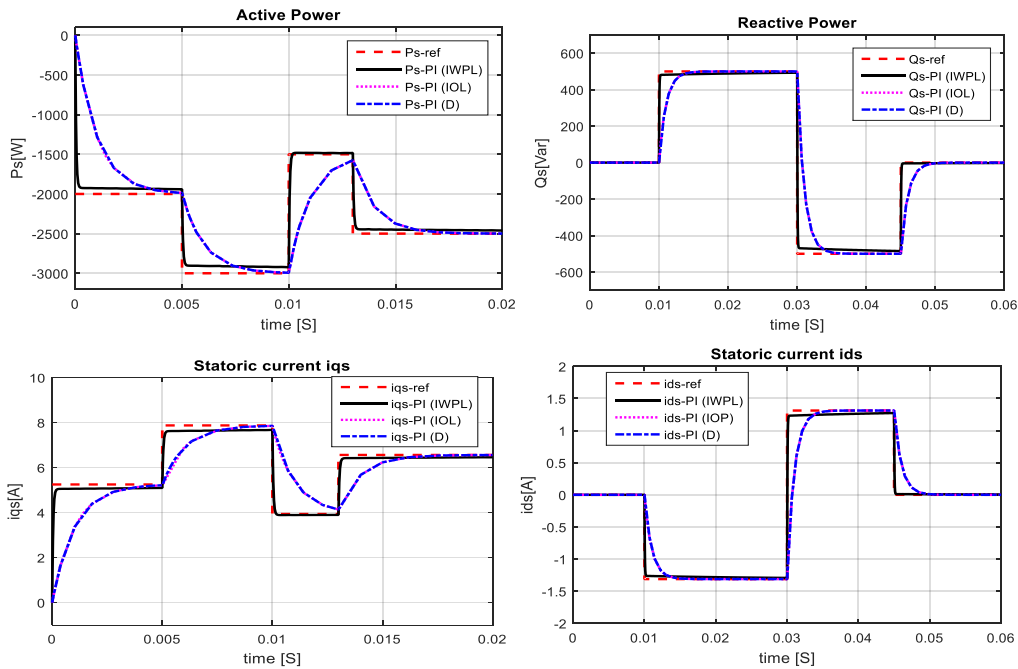 Active Power
Ps[W]
0
-500
-1000
-1500
-2000
-2500
-3000
Ps-ref
Ps-PI (IWPL)
Ps-PI (IOL)
Ps-PI (D)
0
0.005
0.01
0.015
0.02
time [S]
Reactive Power
Qs[Var]
600
400
200
0
-200
-400
-600
Qs-ref
Qs-PI (IWPL)
Qs-PI (IOL)
Qs-PI (D)
0
0.01
0.02
0.03
0.04
0.05
0.06
time [S]
Statoric current iqs
iqs[A]
10
8
6
4
2
0
iqs-ref
iqs-PI (IWPL)
iqs-PI (IOL)
iqs-PI (D)
0
0.005
0.01
0.015
0.02
time [S]
Statoric current ids
ids[A]
2
1.5
1
0.5
0
-0.5
-1
-1.5
-2
ids-ref
ids-PI (IWPL)
ids-PI (IOP)
ids-PI (D)
0
0.01
0.02
0.03
0.04
0.05
0.06
time [S]